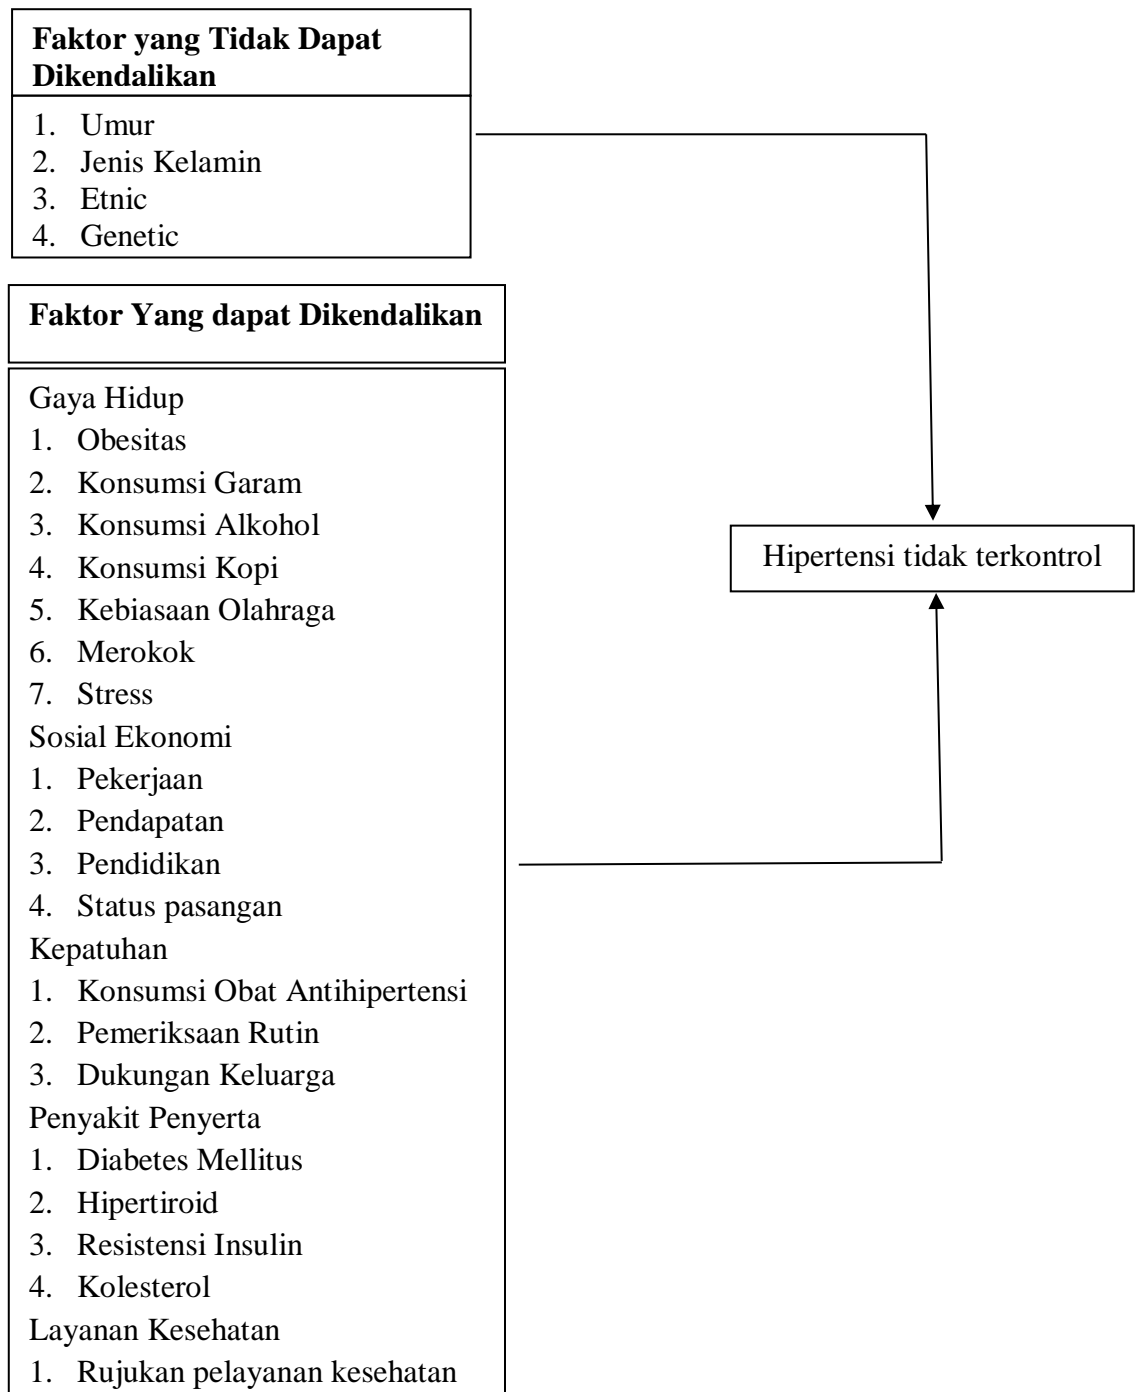 Faktor yang Tidak Dapat
Dikendalikan
1. Umur
2. Jenis Kelamin
3. Etnic
4. Genetic
Faktor Yang dapat Dikendalikan
Gaya Hidup
1. Obesitas
2. Konsumsi Garam
3. Konsumsi Alkohol
4. Konsumsi Kopi
5. Kebiasaan Olahraga
6. Merokok
7. Stress
Sosial Ekonomi
1. Pekerjaan
2. Pendapatan
3. Pendidikan
4. Status pasangan
Kepatuhan
1. Konsumsi Obat Antihipertensi
2. Pemeriksaan Rutin
3. Dukungan Keluarga
Penyakit Penyerta
1. Diabetes Mellitus
2. Hipertiroid
3. Resistensi Insulin
4. Kolesterol
Layanan Kesehatan
1. Rujukan pelayanan kesehatan
Hipertensi tidak terkontrol